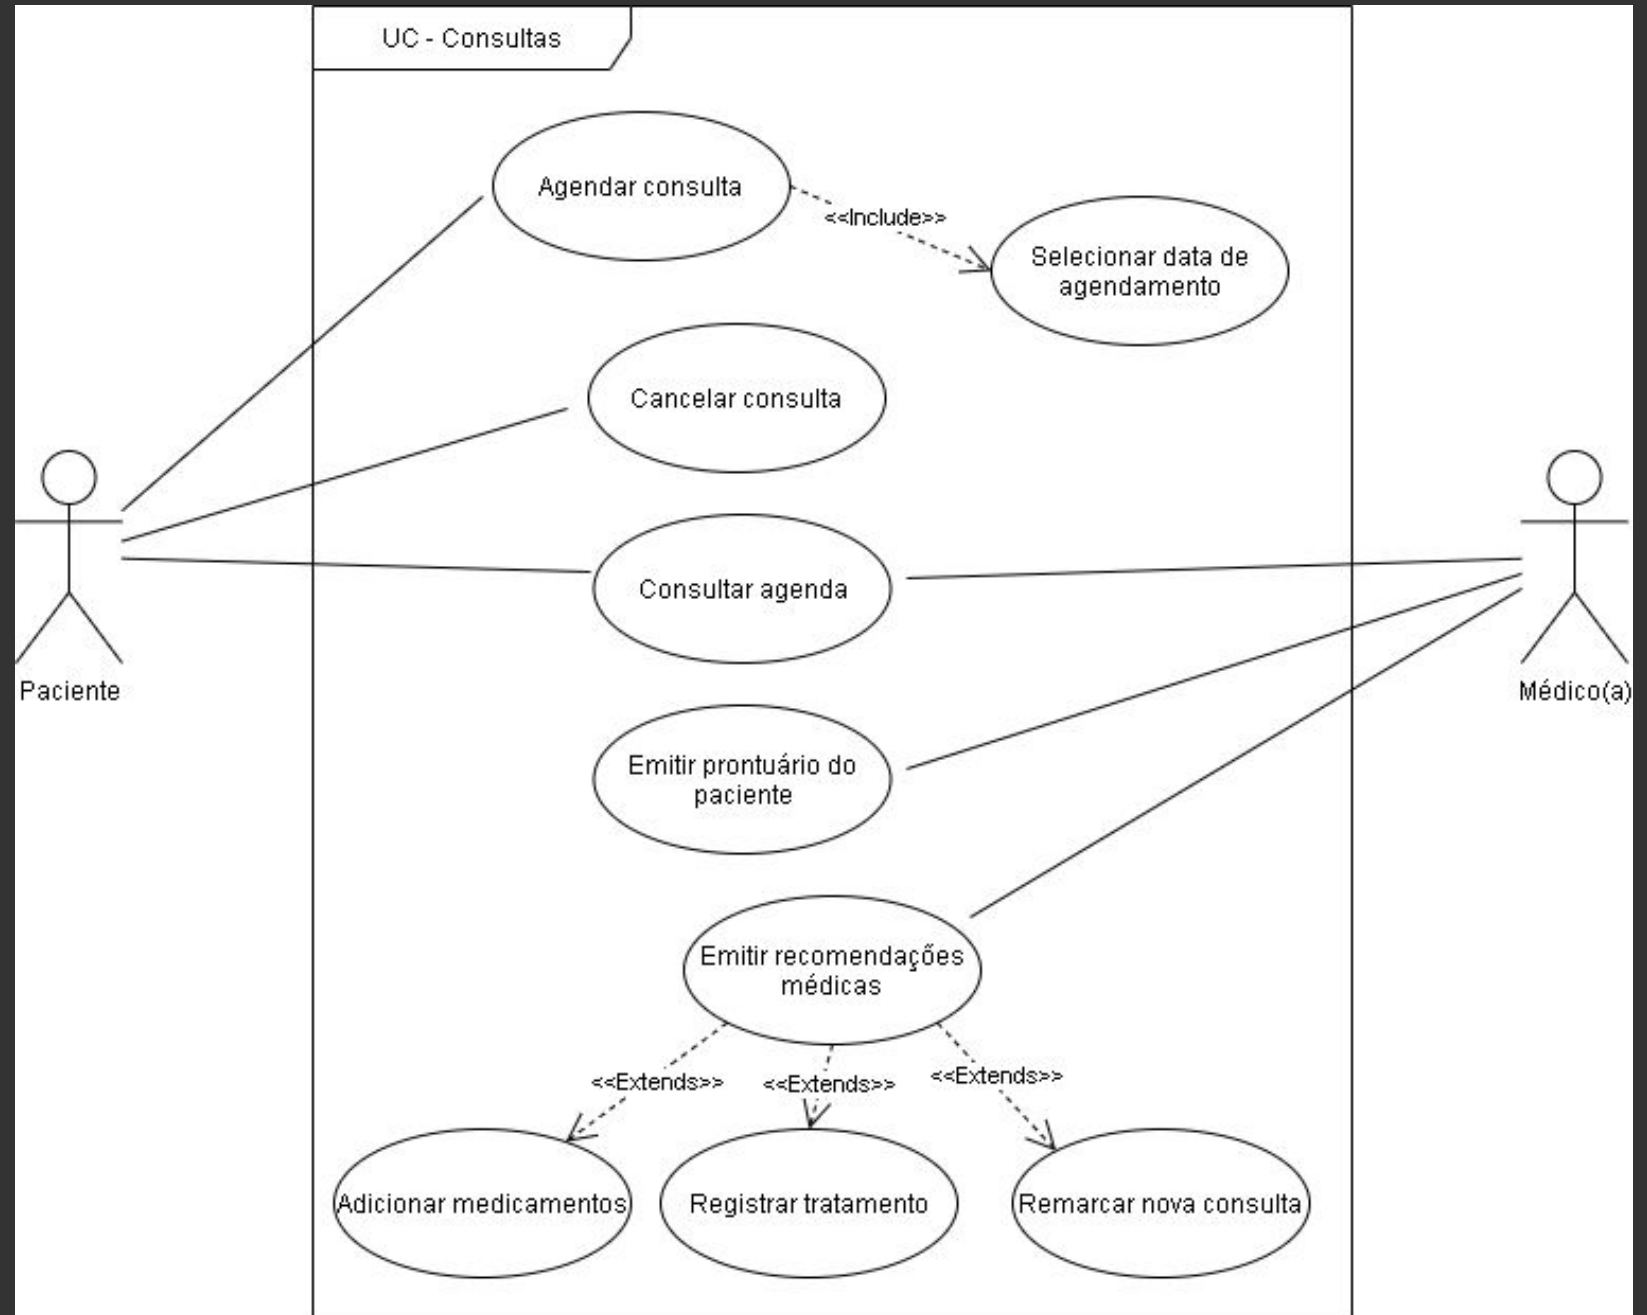 UC - Consultas
Agendar consulta
<<Include>>
Selecionar data de
agendamento
Cancelar consulta
Consultar agenda
Paciente
Médico(a)
Emitir prontuário do
paciente
Emitir recomendações
médicas
<<Extends>>
<<Extends>>
<<Extends>>
Adicionar medicamentos
Registrar tratamento
Remarcar nova consulta